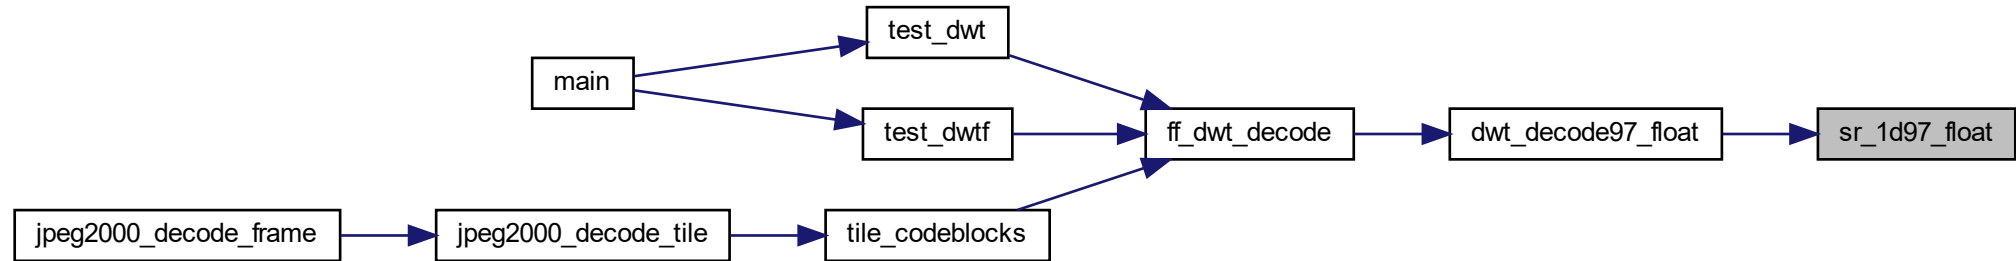 test_dwt
main
test_dwtf
ff_dwt_decode
dwt_decode97_float
sr_1d97_float
jpeg2000_decode_frame
jpeg2000_decode_tile
tile_codeblocks